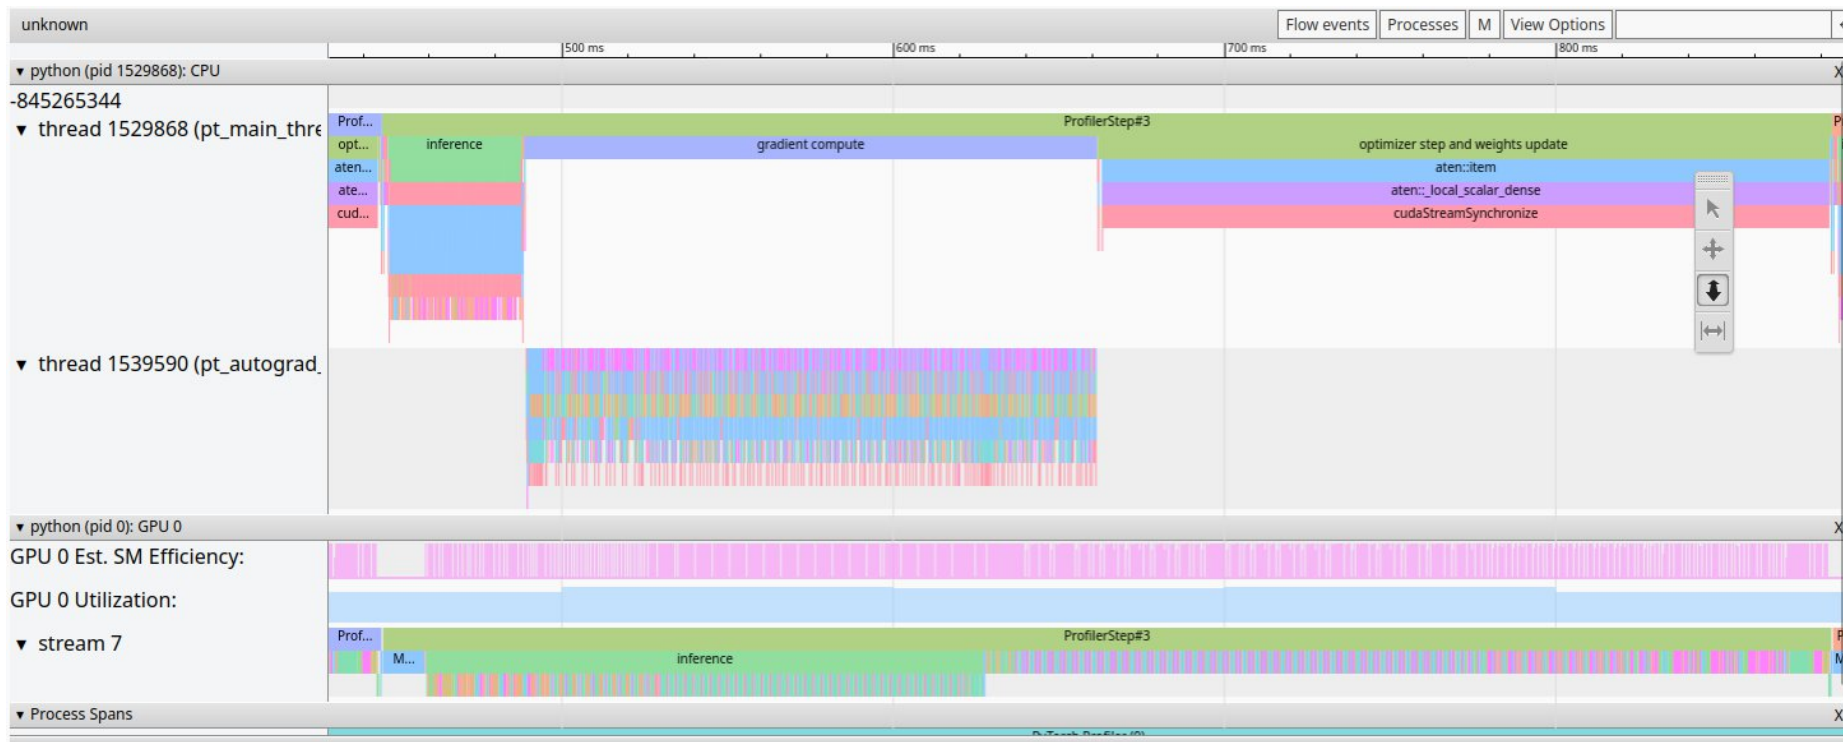 unknown Flow events Processes M View Options
500 ms 600 ms 700 ms 800 ms
▾ python (pid 1529868): CPU X
-845265344
▾ thread 1529868 (pt_main_thre
Prof... ProfilerStep#3 P
opt... inference gradient compute optimizer step and weights update
aten... aten::item
ate... aten::_local_scalar_dense
cud... cudaStreamSynchronize
▾ thread 1539590 (pt_autograd_
▾ python (pid 0): GPU 0 X
GPU 0 Est. SM Efficiency:
GPU 0 Utilization:
▾ stream 7
Prof... ProfilerStep#3 P
M... inference M
▾ Process Spans X
PyTorch Profiler (0)